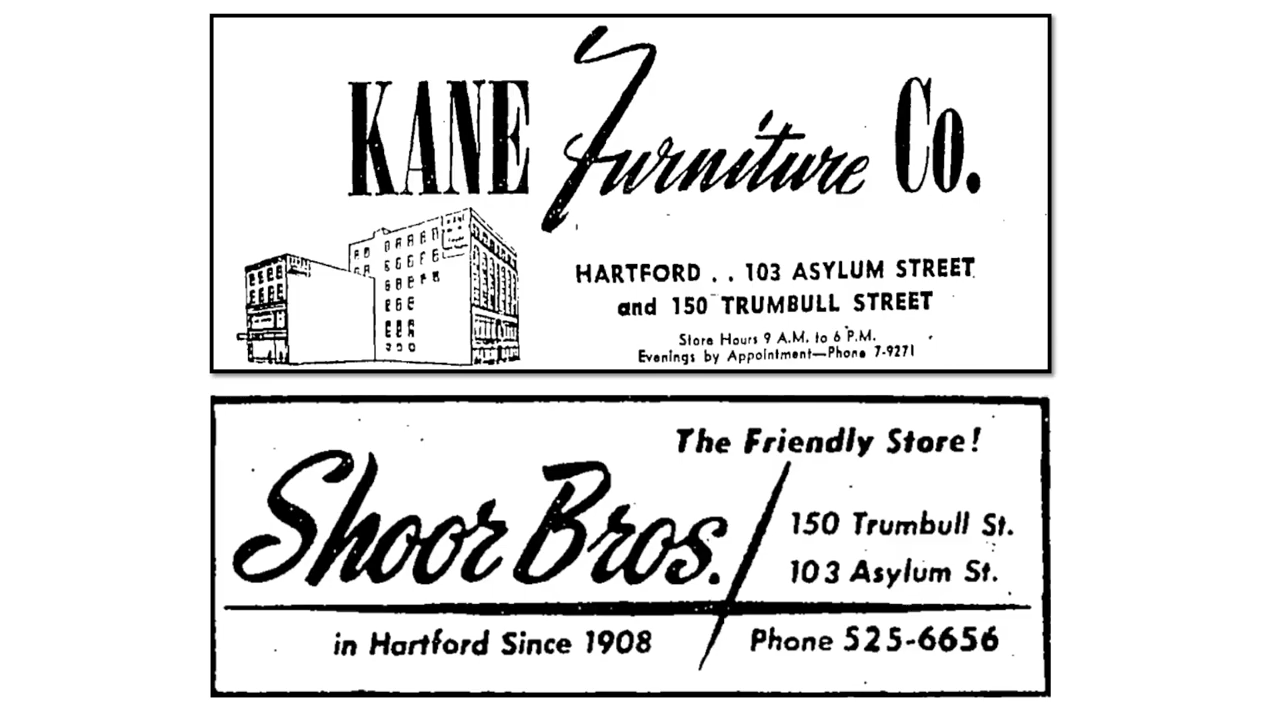 KANE Furniture Co.
HARTFORD . . 103 ASYLUM STREET
and 150 TRUMBULL STREET
Store Hours 9 A.M. to 6 P.M.
Evenings by Appointment—Phone 7-9271
The Friendly Store!
Shoor Bros.
150 Trumbull St.
103 Asylum St.
in Hartford Since 1908
Phone 525-6656